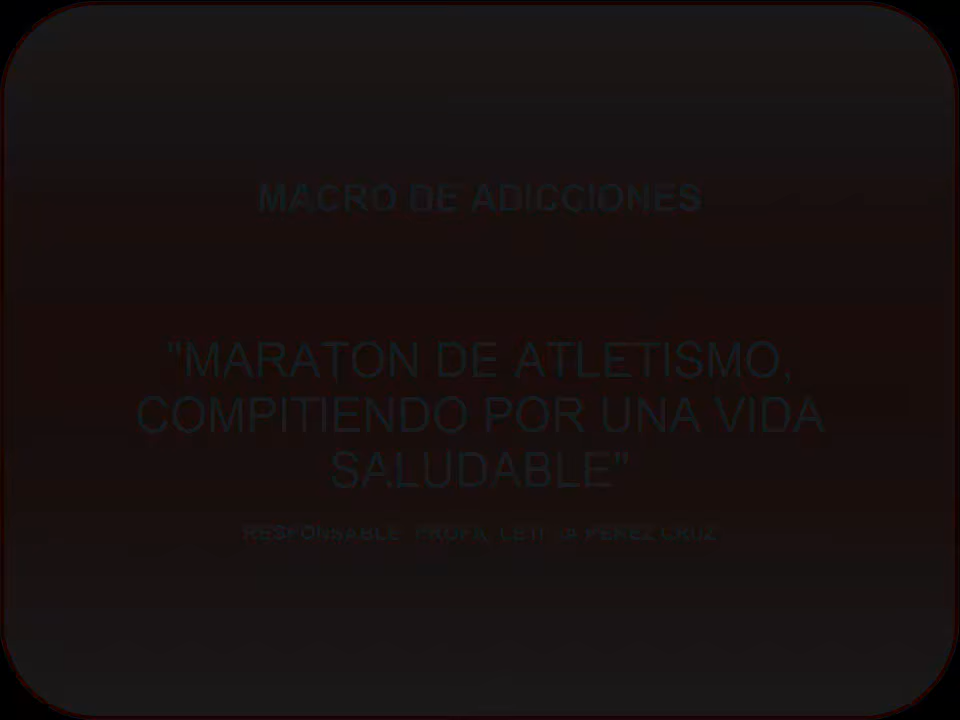 MACRO DE ADICCIONES
"MARATON DE ATLETISMO,
COMPITIENDO POR UNA VIDA
SALUDABLE"
RESPONSABLE PROFA. PEREZ CRUZ